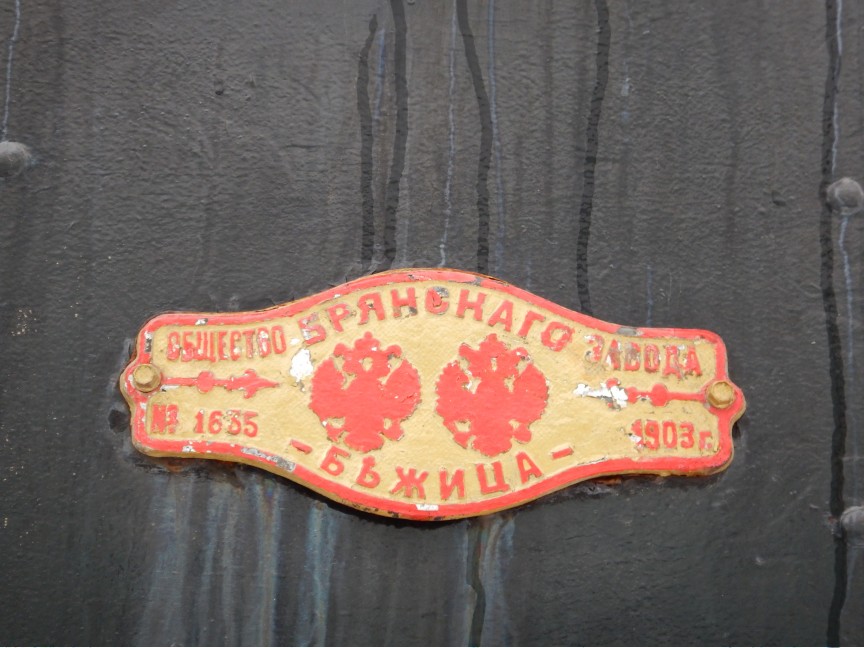 ОБЩЕСТВО БРЯНСКАГО ЗАВОДА
№ 1635 1903 г.
- БѢЖИЦА -